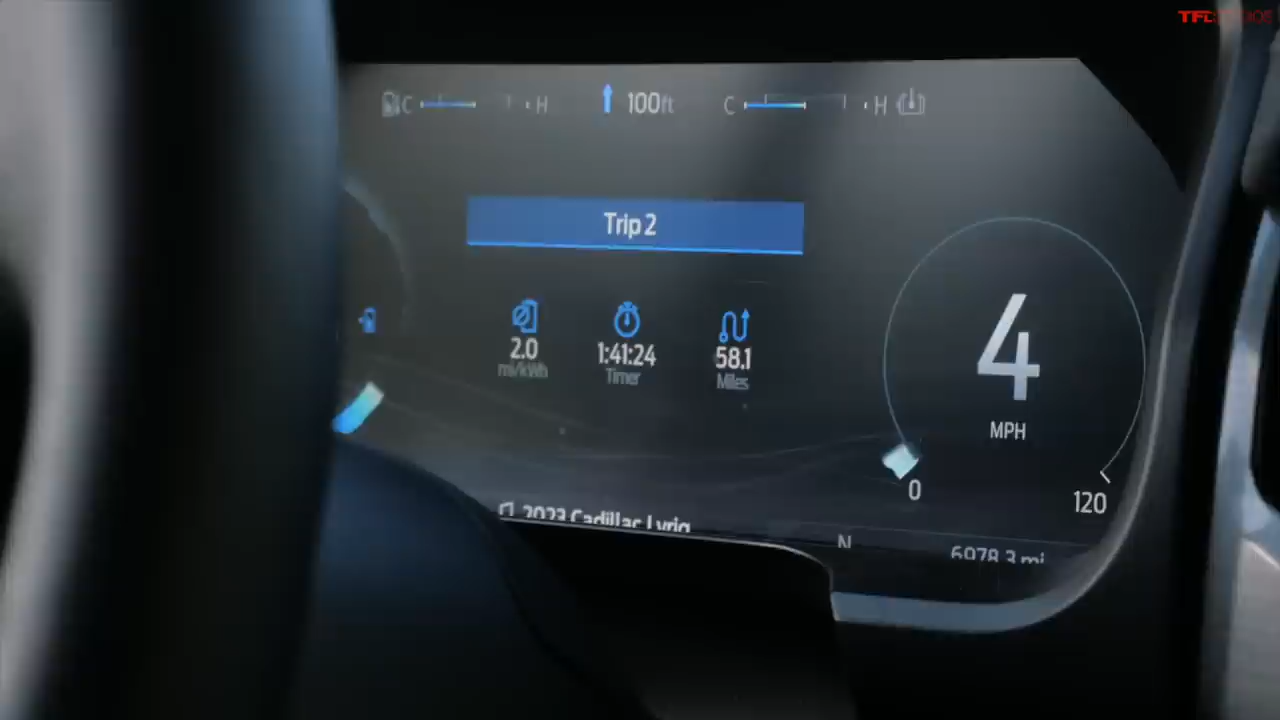 TFLSTUDIOS
C H
100ft
C H
Trip 2
2.0
mi/kWh
1:41:24
Timer
58.1
Miles
4
MPH
0
120
2023 Cadillac Lyriq
N
6978.3 mi